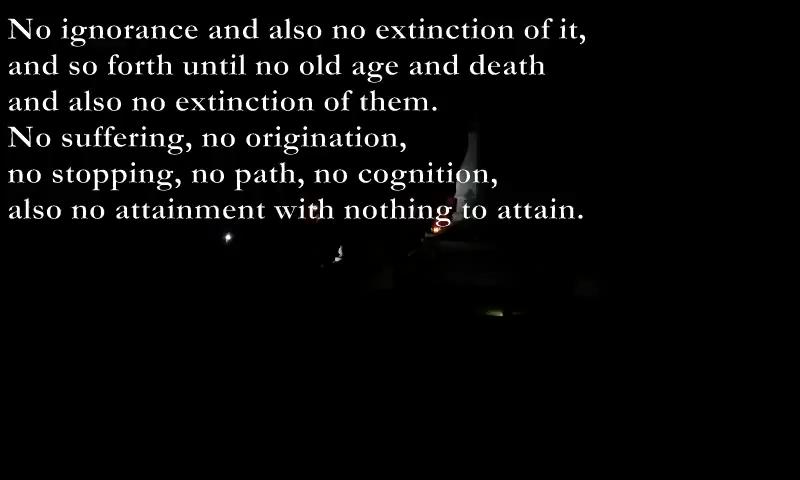 No ignorance and also no extinction of it,
and so forth until no old age and death
and also no extinction of them.
No suffering, no origination,
no stopping, no path, no cognition,
also no attainment with nothing to attain.